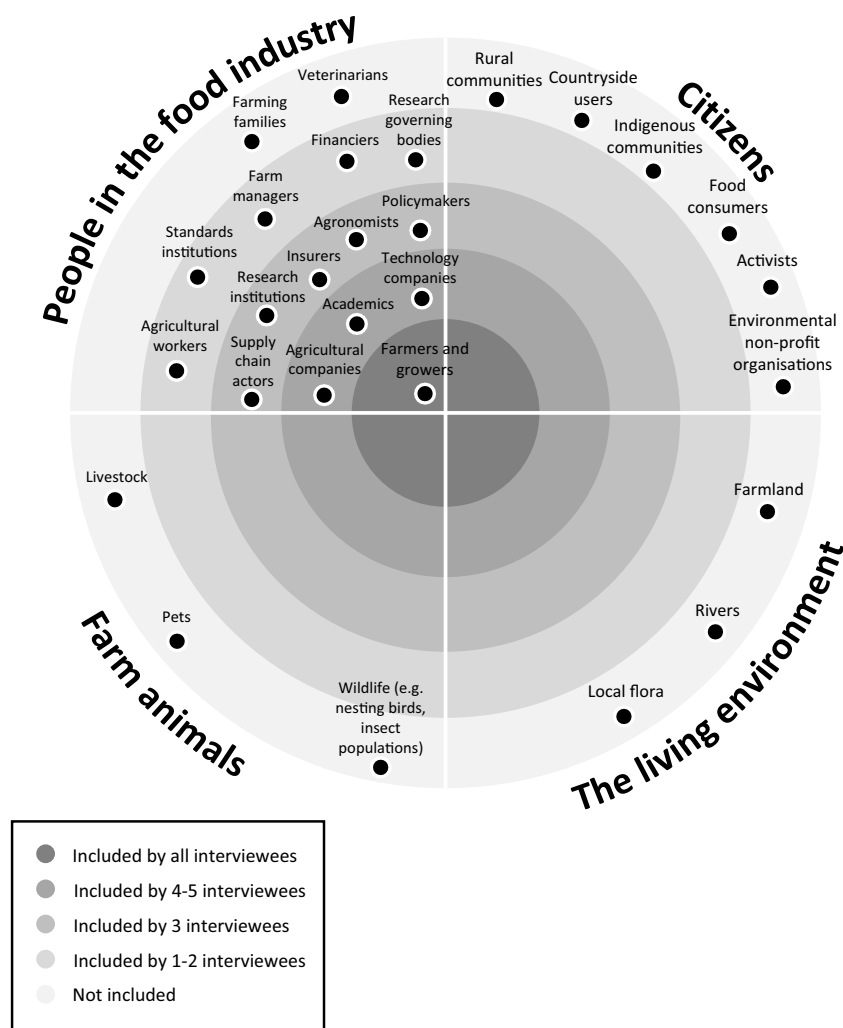 People in the food industry
Veterinarians
Farming
families
Research
governing
bodies
Financiers
Farm
managers
Policymakers
Agronomists
Standards
institutions
Insurers
Technology
companies
Research
institutions
Academics
Agricultural
workers
Supply
chain
actors
Agricultural
companies
Farmers and
growers
Citizens
Rural
communities
Countryside
users
Indigenous
communities
Food
consumers
Activists
Environmental
non-profit
organisations
Farm animals
Livestock
Pets
Wildlife (e.g.
nesting birds,
insect
populations)
The living environment
Farmland
Rivers
Local flora
Included by all interviewees
Included by 4-5 interviewees
Included by 3 interviewees
Included by 1-2 interviewees
Not included